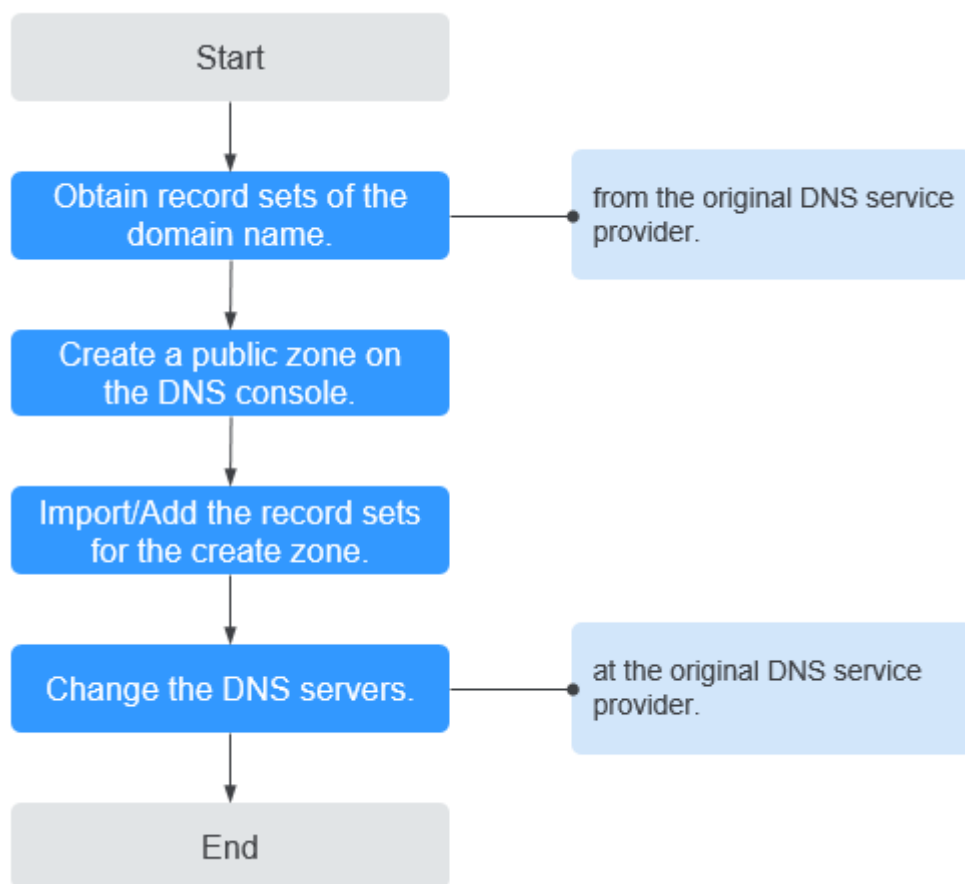 Start
Obtain record sets of the
domain name.
from the original DNS service
provider.
Create a public zone on
the DNS console.
Import/Add the record sets
for the create zone.
Change the DNS servers.
at the original DNS service
provider.
End